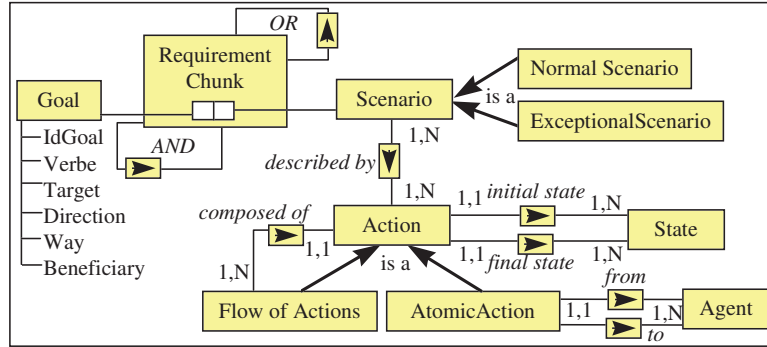 OR
Requirement
Chunk
Normal Scenario
Goal
Scenario
is a
ExceptionalScenario
IdGoal
AND
1,N
Verbe
described by
Target
Direction
composed of
1,N
1,1 initial state 1,N
Way
1,1
Action
State
Beneficiary
1,N
is a
1,1 final state 1,N
from
Flow of Actions
AtomicAction
1,1
1,N
Agent
to